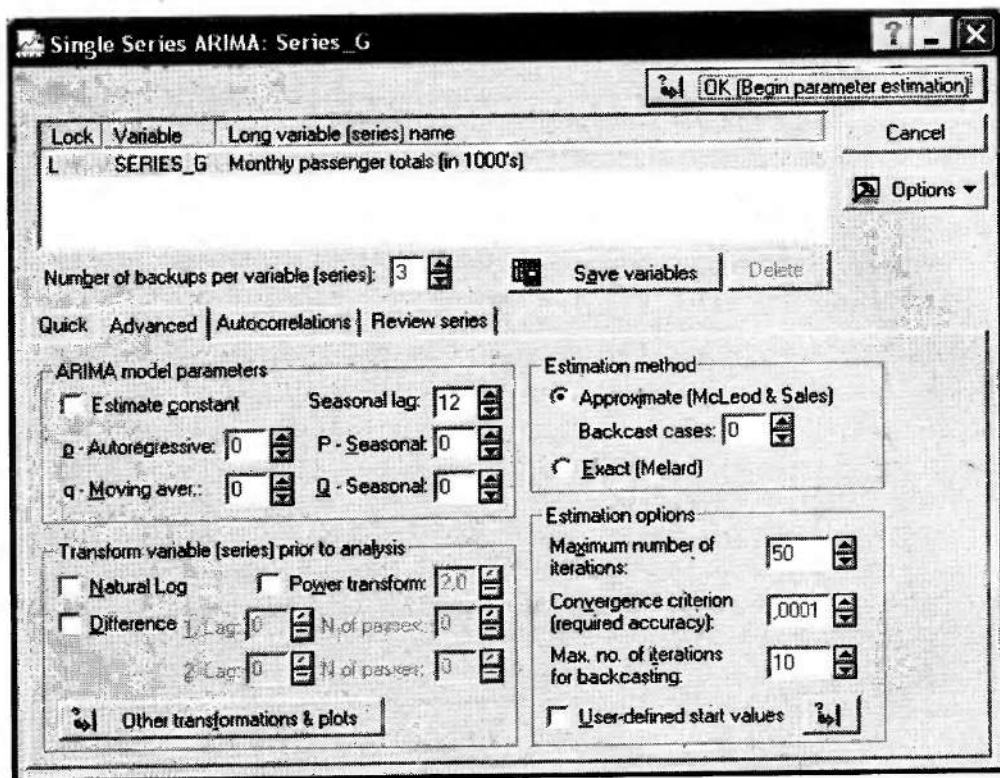 Single Series ARIMA: Series_G
OK (Begin parameter estimation)
Lock Variable Long variable (series) name
Cancel
L SERIES_G Monthly passenger totals (in 1000's)
Options
Number of backups per variable (series): 3 Save variables Delete
Quick Advanced Autocorrelations Review series
ARIMA model parameters
Estimate constant Seasonal lag: 12
p - Autoregressive: 0 P - Seasonal: 0
q - Moving aver.: 0 Q - Seasonal: 0
Estimation method
Approximate (McLeod & Sales)
Backcast cases: 0
Exact (Melard)
Transform variable (series) prior to analysis
Natural Log Power transform: 2,0
Difference 1. Lag: 0 N of passes: 0
2. Lag: 0 N of passes: 0
Other transformations & plots
Estimation options
Maximum number of
iterations: 50
Convergence criterion
(required accuracy): ,0001
Max. no. of iterations
for backcasting: 10
User-defined start values